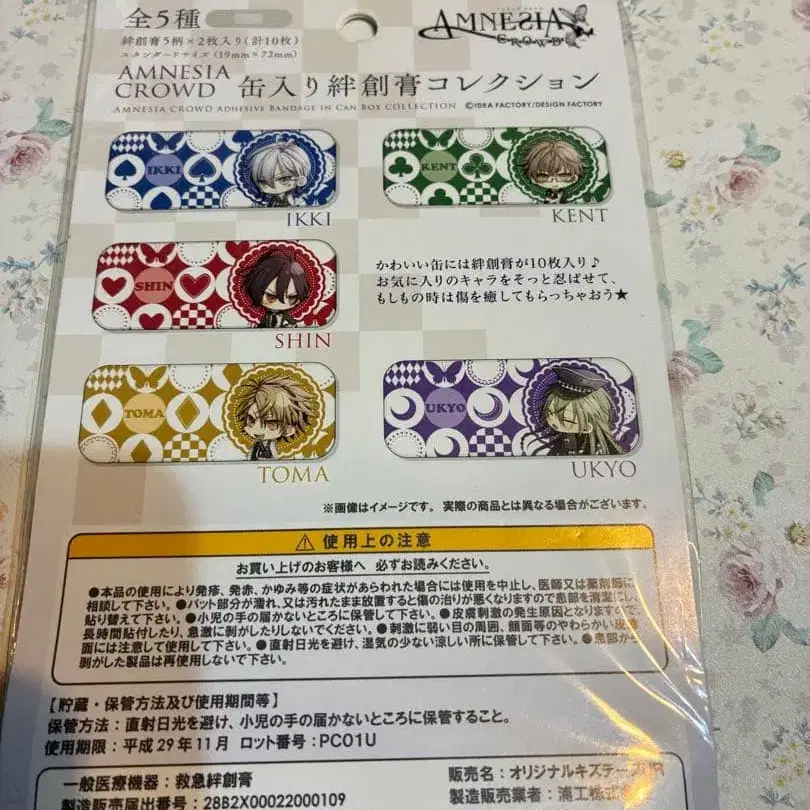 全5種
絆創膏5柄×2枚入り(計10枚)
スタンダードサイズ(19mm×72mm)
AMNESIA
CROWD
AMNESIA
CROWD 缶入り絆創膏コレクション
AMNESIA CROWD ADHESIVE BANDAGE IN CAN BOX COLLECTION ©IDEA FACTORY/DESIGN FACTORY
IKKI
IKKI
KENT
KENT
SHIN
SHIN
かわいい缶には絆創膏が10枚入り♪
お気に入りのキャラをそっと忍ばせて、
もしもの時は傷を癒してもらっちゃおう★
TOMA
TOMA
UKYO
UKYO
※画像はイメージです。 実際の商品とは異なる場合がございます。
⚠ 使用上の注意
お買い上げのお客様へ 必ずお読みください。
●本品の使用により発疹、発赤、かゆみ等の症状があらわれた場合には使用を中止し、医師又は薬剤師に
相談して下さい。●パット部分が濡れ、又は汚れたまま放置すると傷の治りが悪くなりますので患部を清潔にし、
貼り替えて下さい。●小児の手の届かないところに保管して下さい。●皮膚刺激の発生原因となりますので、
長時間貼付したり、急激に剥がしたりしないでください。●刺激に弱い目の周囲、顔面等のやわらかい皮膚
面には注意して使用して下さい。●直射日光を避け、湿気の少ない涼しい所に保管して下さい。●患部から
剥がした製品は再使用しないで下さい。
【貯蔵・保管方法及び使用期間等】
保管方法:直射日光を避け、小児の手の届かないところに保管すること。
使用期限:平成29年11月 ロット番号:PC01U
一般医療機器:救急絆創膏
製造販売届出番号:28B2X00022000109
販売名:オリジナルキズテープUR
製造販売業者:浦工株式会